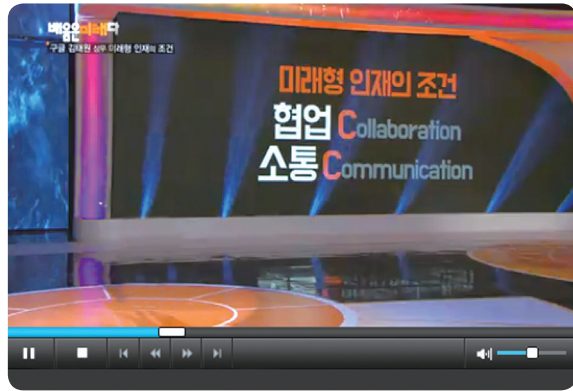 배움은미래다
구글 김태원 상무 미래형 인재의 조건
미래형 인재의 조건
협업 Collaboration
소통 Communication